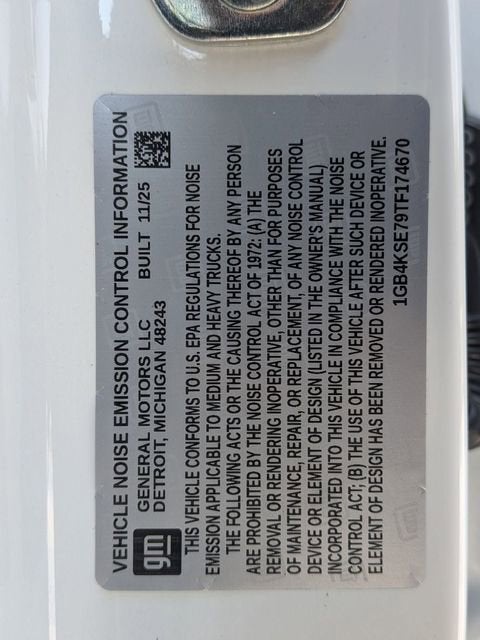 VEHICLE NOISE EMISSION CONTROL INFORMATION
gm
GENERAL MOTORS LLC
DETROIT, MICHIGAN 48243 BUILT 11/25
THIS VEHICLE CONFORMS TO U.S. EPA REGULATIONS FOR NOISE
EMISSION APPLICABLE TO MEDIUM AND HEAVY TRUCKS.
THE FOLLOWING ACTS OR THE CAUSING THEREOF BY ANY PERSON
ARE PROHIBITED BY THE NOISE CONTROL ACT OF 1972: (A) THE
REMOVAL OR RENDERING INOPERATIVE, OTHER THAN FOR PURPOSES
OF MAINTENANCE, REPAIR, OR REPLACEMENT, OF ANY NOISE CONTROL
DEVICE OR ELEMENT OF DESIGN (LISTED IN THE OWNER'S MANUAL)
INCORPORATED INTO THIS VEHICLE IN COMPLIANCE WITH THE NOISE
CONTROL ACT; (B) THE USE OF THIS VEHICLE AFTER SUCH DEVICE OR
ELEMENT OF DESIGN HAS BEEN REMOVED OR RENDERED INOPERATIVE.
1GB4KSE79TF174670